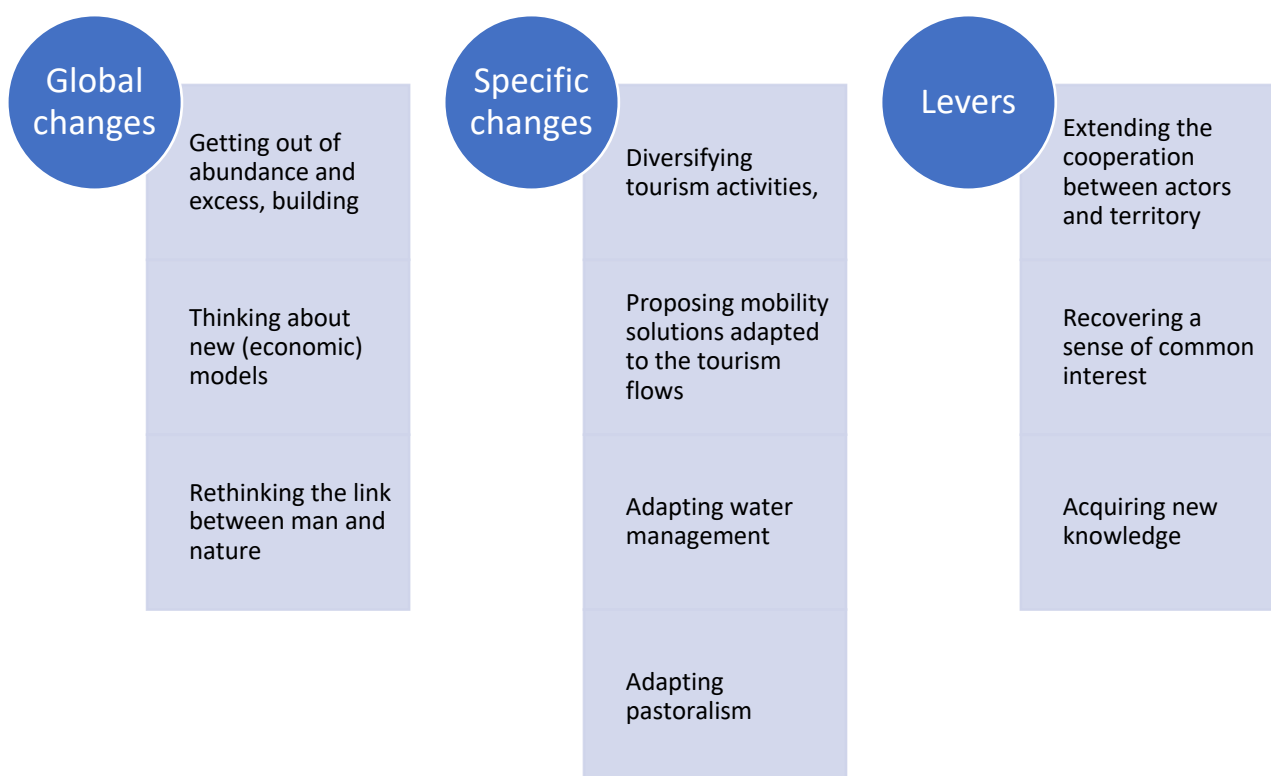 Global
changes
Getting out of
abundance and
excess, building
Thinking about
new (economic)
models
Rethinking the link
between man and
nature
Specific
changes
Diversifying
tourism activities,
Proposing mobility
solutions adapted
to the tourism
flows
Adapting water
management
Adapting
pastoralism
Levers
Extending the
cooperation
between actors
and territory
Recovering a
sense of common
interest
Acquiring new
knowledge